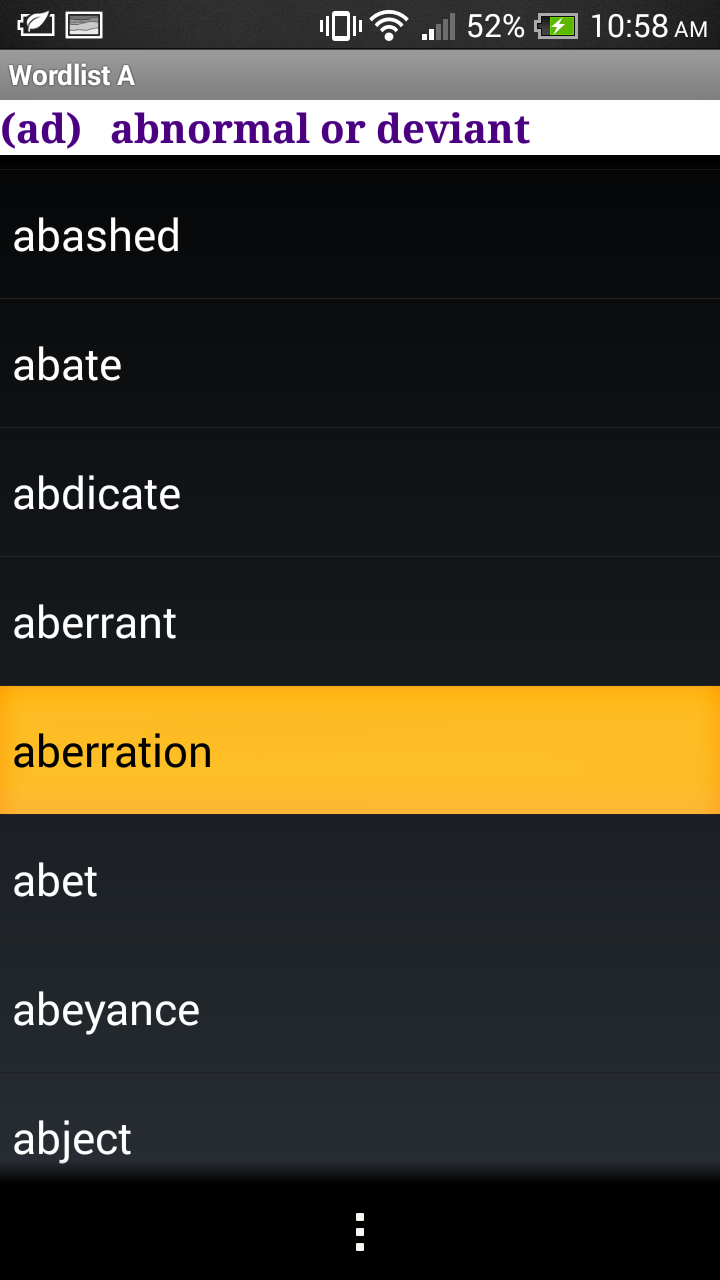 52% 10:58 AM
Wordlist A
(ad) abnormal or deviant
abashed
abate
abdicate
aberrant
aberration
abet
abeyance
abject